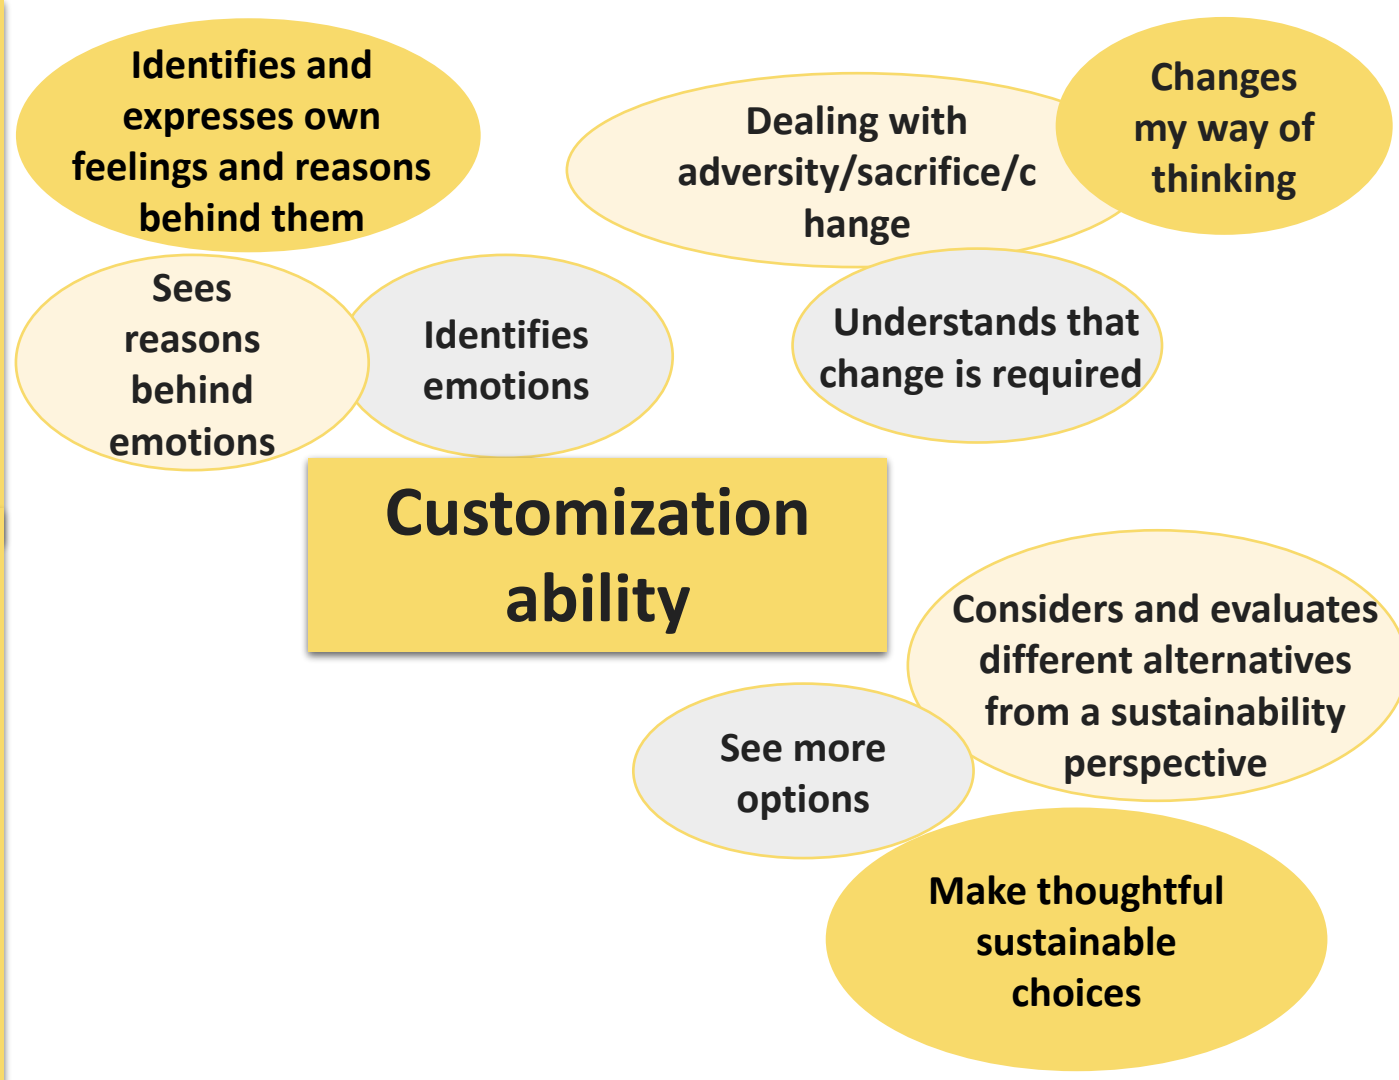 Identifies and
expresses own
feelings and reasons
behind them
Dealing with
adversity/sacrifice/c
hange
Changes
my way of
thinking
Sees
reasons
behind
emotions
Identifies
emotions
Understands that
change is required
Customization
ability
Considers and evaluates
different alternatives
from a sustainability
perspective
See more
options
Make thoughtful
sustainable
choices